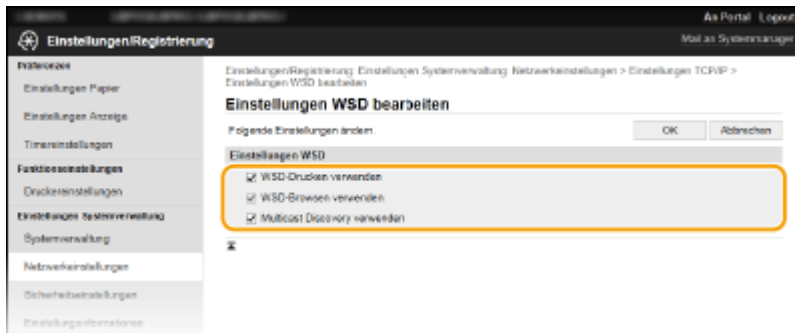 An Portal Logout
Einstellungen/Registrierung
Mail an Systemmanager
Präferenzen
Einstellungen Papier
Einstellungen Anzeige
Timereinstellungen
Funktionseinstellungen
Druckereinstellungen
Einstellungen Systemverwaltung
Systemverwaltung
Netzwerkeinstellungen
Sicherheitseinstellungen
Einstellungsinformationen
Einstellungen/Registrierung: Einstellungen Systemverwaltung: Netzwerkeinstellungen > Einstellungen TCP/IP >
Einstellungen WSD bearbeiten
Einstellungen WSD bearbeiten
Folgende Einstellungen ändern.
OK
Abbrechen
Einstellungen WSD
WSD-Drucken verwenden
WSD-Browsen verwenden
Multicast Discovery verwenden